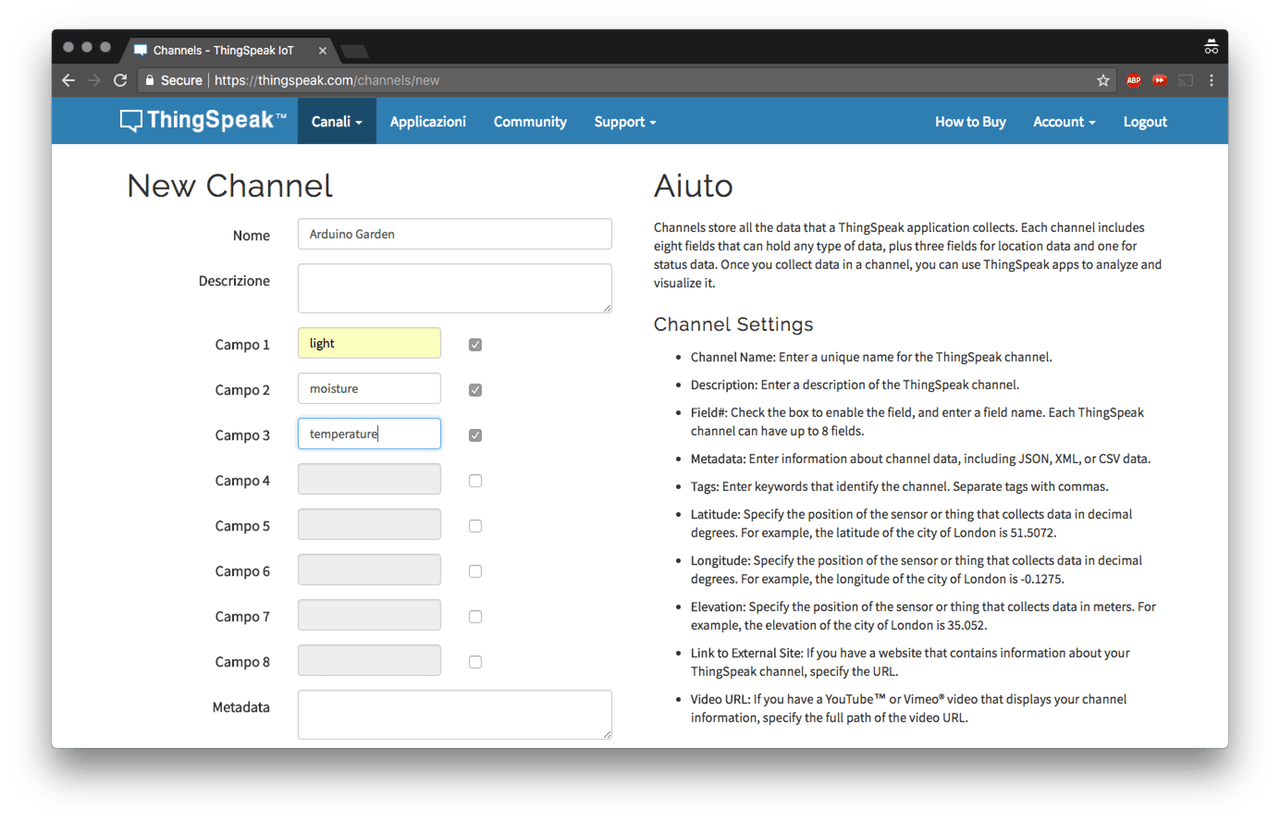 Channels - ThingSpeak IoT
Secure https://thingspeak.com/channels/new
ABP
ThingSpeak™ Canali Applicazioni Community Support How to Buy Account Logout
New Channel
Nome Arduino Garden
Descrizione
Campo 1 light
Campo 2 moisture
Campo 3 temperature
Campo 4
Campo 5
Campo 6
Campo 7
Campo 8
Metadata
Aiuto
Channels store all the data that a ThingSpeak application collects. Each channel includes
eight fields that can hold any type of data, plus three fields for location data and one for
status data. Once you collect data in a channel, you can use ThingSpeak apps to analyze and
visualize it.
Channel Settings
• Channel Name: Enter a unique name for the ThingSpeak channel.
• Description: Enter a description of the ThingSpeak channel.
• Field#: Check the box to enable the field, and enter a field name. Each ThingSpeak
channel can have up to 8 fields.
• Metadata: Enter information about channel data, including JSON, XML, or CSV data.
• Tags: Enter keywords that identify the channel. Separate tags with commas.
• Latitude: Specify the position of the sensor or thing that collects data in decimal
degrees. For example, the latitude of the city of London is 51.5072.
• Longitude: Specify the position of the sensor or thing that collects data in decimal
degrees. For example, the longitude of the city of London is -0.1275.
• Elevation: Specify the position of the sensor or thing that collects data in meters. For
example, the elevation of the city of London is 35.052.
• Link to External Site: If you have a website that contains information about your
ThingSpeak channel, specify the URL.
• Video URL: If you have a YouTube™ or Vimeo® video that displays your channel
information, specify the full path of the video URL.